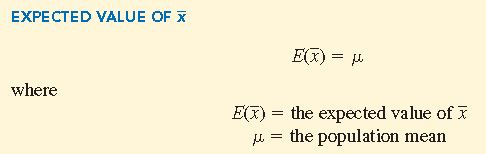 EXPECTED VALUE OF x̅
E(x̅) = μ
where
E(x̅) = the expected value of x̅
μ = the population mean